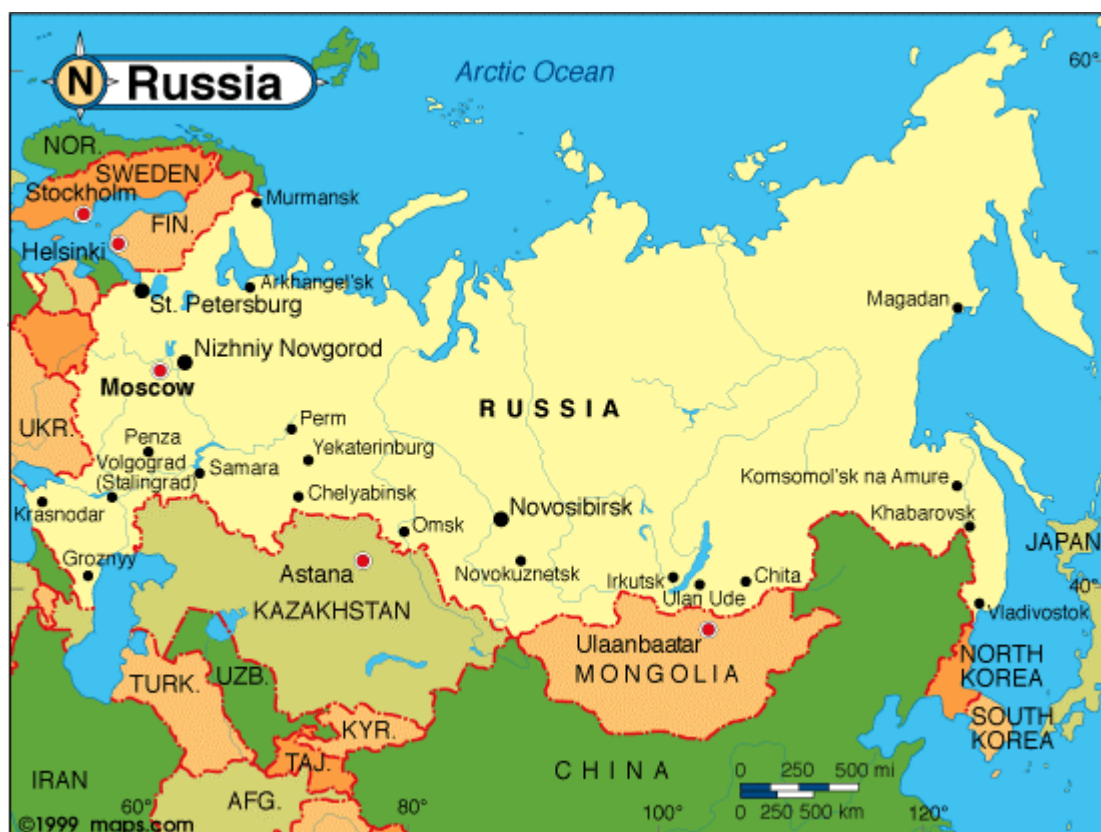 N Russia
Arctic Ocean
60°
NOR.
SWEDEN
Stockholm
Murmansk
FIN.
Helsinki
Arkhangel'sk
St. Petersburg
Magadan
Nizhniy Novgorod
Moscow
RUSSIA
UKR.
Perm
Penza
Yekaterinburg
Volgograd
(Stalingrad)
Samara
Komsomol'sk na Amure
Chelyabinsk
Krasnodar
Novosibirsk
Khabarovsk
Omsk
JAPAN
Groznyy
Astana
Novokuznetsk
Irkutsk
Chita
40°
Ulan Ude
KAZAKHSTAN
Vladivostok
Ulaanbaatar
MONGOLIA
NORTH
KOREA
TURK.
UZB.
SOUTH
KOREA
KYR.
TAJ.
CHINA
IRAN
0 250 500 mi
0 250 500 km
AFG.
60°
80°
100°
120°
©1999 maps.com